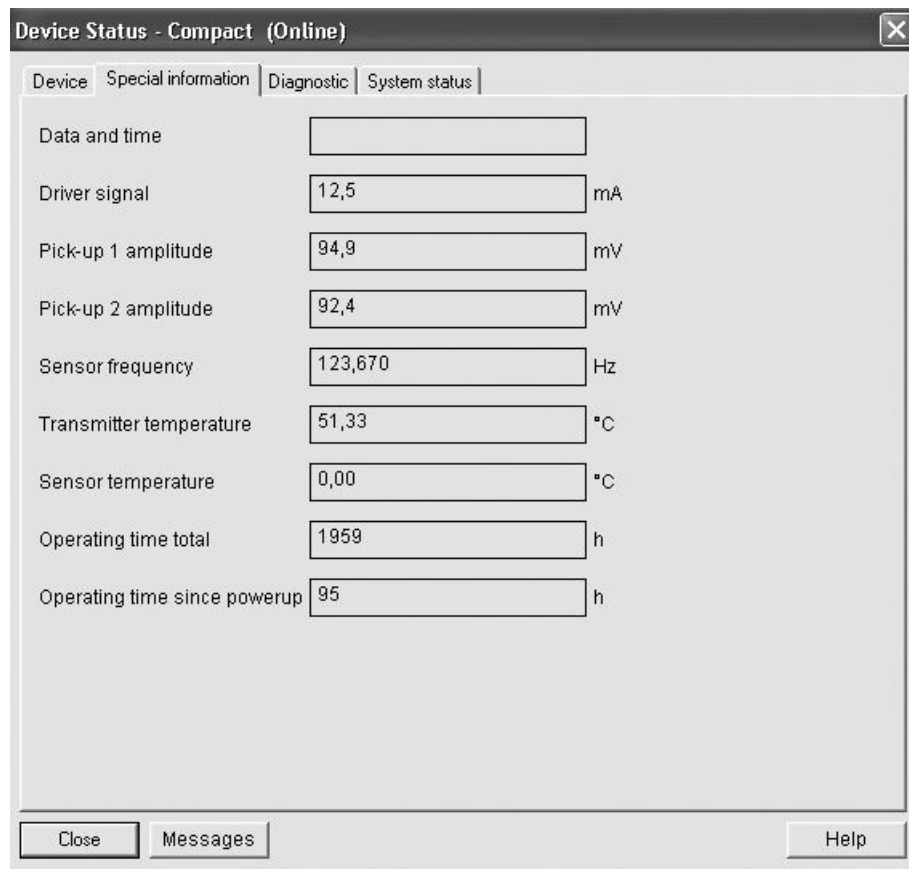 Device Status - Compact (Online)
Device Special information Diagnostic System status
Data and time
Driver signal 12,5 mA
Pick-up 1 amplitude 94,9 mV
Pick-up 2 amplitude 92,4 mV
Sensor frequency 123,670 Hz
Transmitter temperature 51,33 °C
Sensor temperature 0,00 °C
Operating time total 1959 h
Operating time since powerup 95 h
Close Messages Help